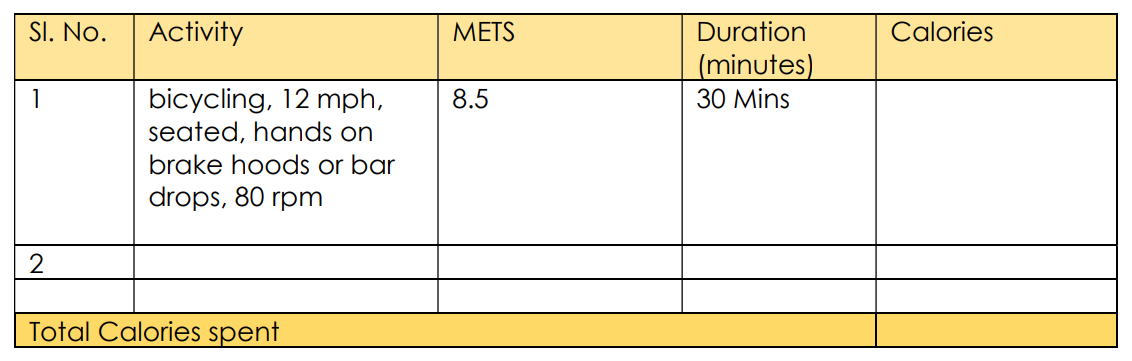 Sl. No. Activity METS Duration (minutes) Calories
1 bicycling, 12 mph, seated, hands on brake hoods or bar drops, 80 rpm 8.5 30 Mins
2
Total Calories spent